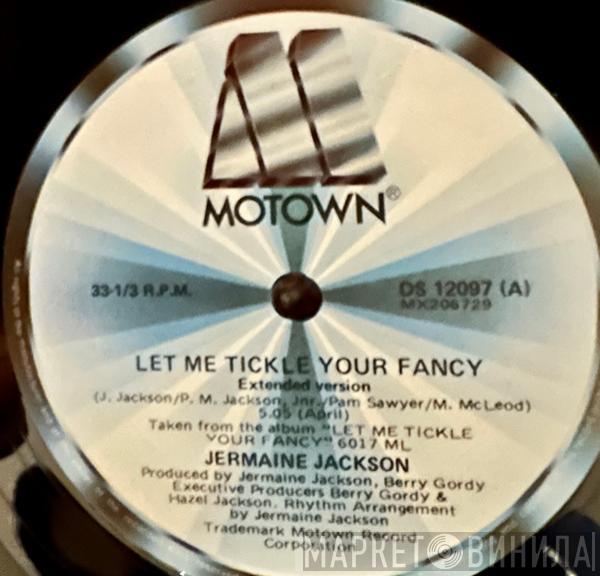 MOTOWN®
33-1/3 R.P.M.
DS 12097 (A)
MX206729
LET ME TICKLE YOUR FANCY
Extended version
(J. Jackson/P. M. Jackson, Jnr./Pam Sawyer/M. McLeod)
5.05 (April)
Taken from the album "LET ME TICKLE
YOUR FANCY" 6017 ML
JERMAINE JACKSON
Produced by Jermaine Jackson, Berry Gordy
Executive Producers Berry Gordy &
Hazel Jackson. Rhythm Arrangement
by Jermaine Jackson
Trademark Motown Record
Corporation
МАРКЕТ ВИНИЛА